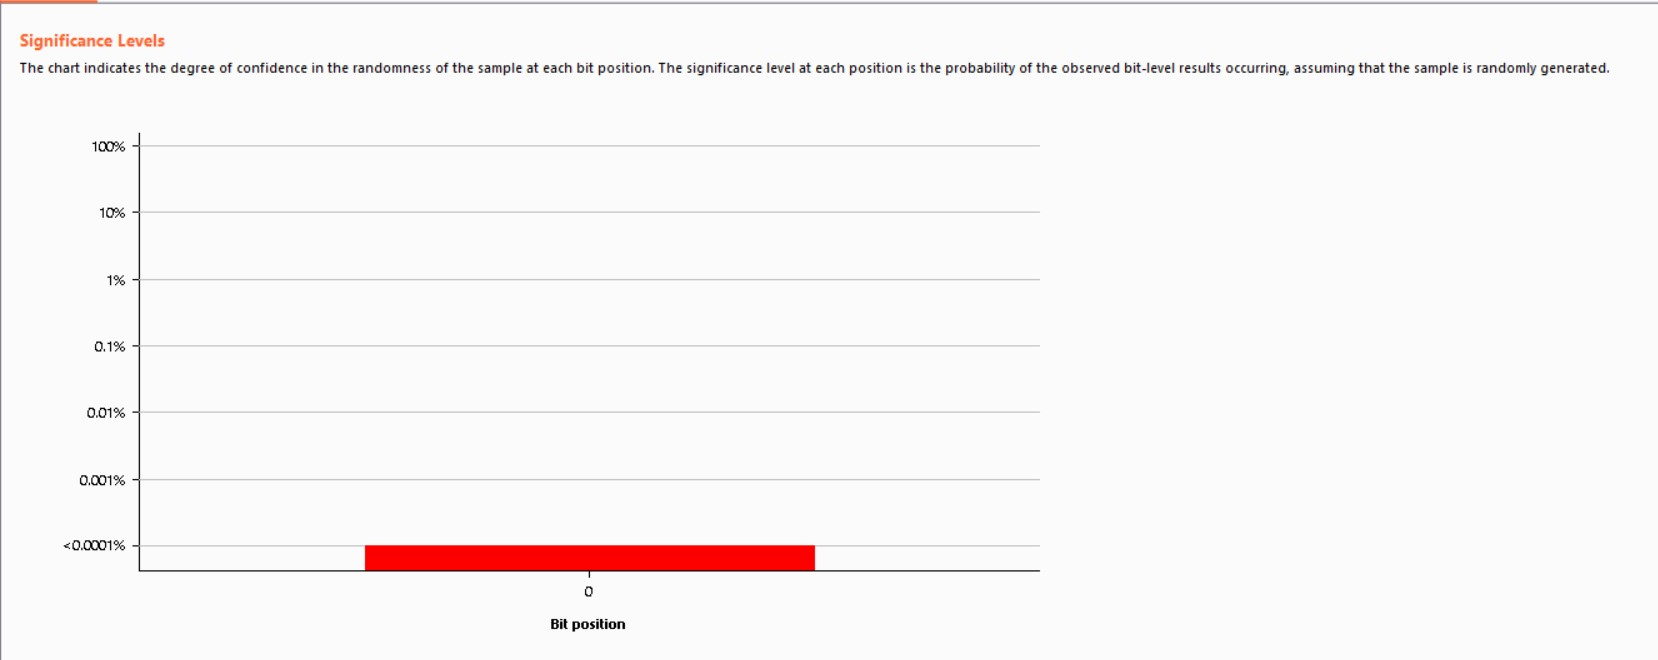 Significance Levels
The chart indicates the degree of confidence in the randomness of the sample at each bit position. The significance level at each position is the probability of the observed bit-level results occurring, assuming that the sample is randomly generated.
100%
10%
1%
0.1%
0.01%
0.001%
<0.0001%
0
Bit position